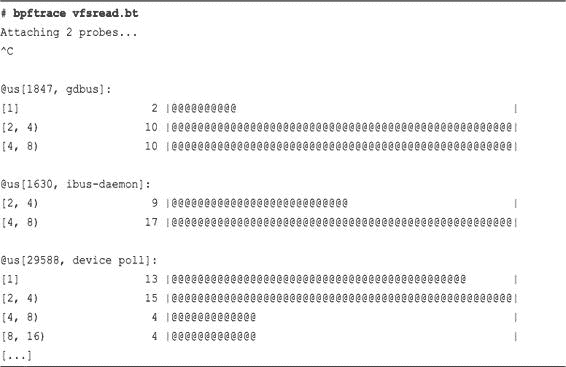 # bpftrace vfsread.bt
Attaching 2 probes...
^C
@us[1847, gdbus]:
[1]                    2 |@@@@@@@@@@                                          |
[2, 4)                10 |@@@@@@@@@@@@@@@@@@@@@@@@@@@@@@@@@@@@@@@@@@@@@@@@@@@@|
[4, 8)                10 |@@@@@@@@@@@@@@@@@@@@@@@@@@@@@@@@@@@@@@@@@@@@@@@@@@@@|
@us[1630, ibus-daemon]:
[2, 4)                 9 |@@@@@@@@@@@@@@@@@@@@@@@@@@@                         |
[4, 8)                17 |@@@@@@@@@@@@@@@@@@@@@@@@@@@@@@@@@@@@@@@@@@@@@@@@@@@@|
@us[29588, device poll]:
[1]                   13 |@@@@@@@@@@@@@@@@@@@@@@@@@@@@@@@@@@@@@@@@@@@@@       |
[2, 4)                15 |@@@@@@@@@@@@@@@@@@@@@@@@@@@@@@@@@@@@@@@@@@@@@@@@@@@@|
[4, 8)                 4 |@@@@@@@@@@@@@                                       |
[8, 16)                4 |@@@@@@@@@@@@@                                       |
[...]